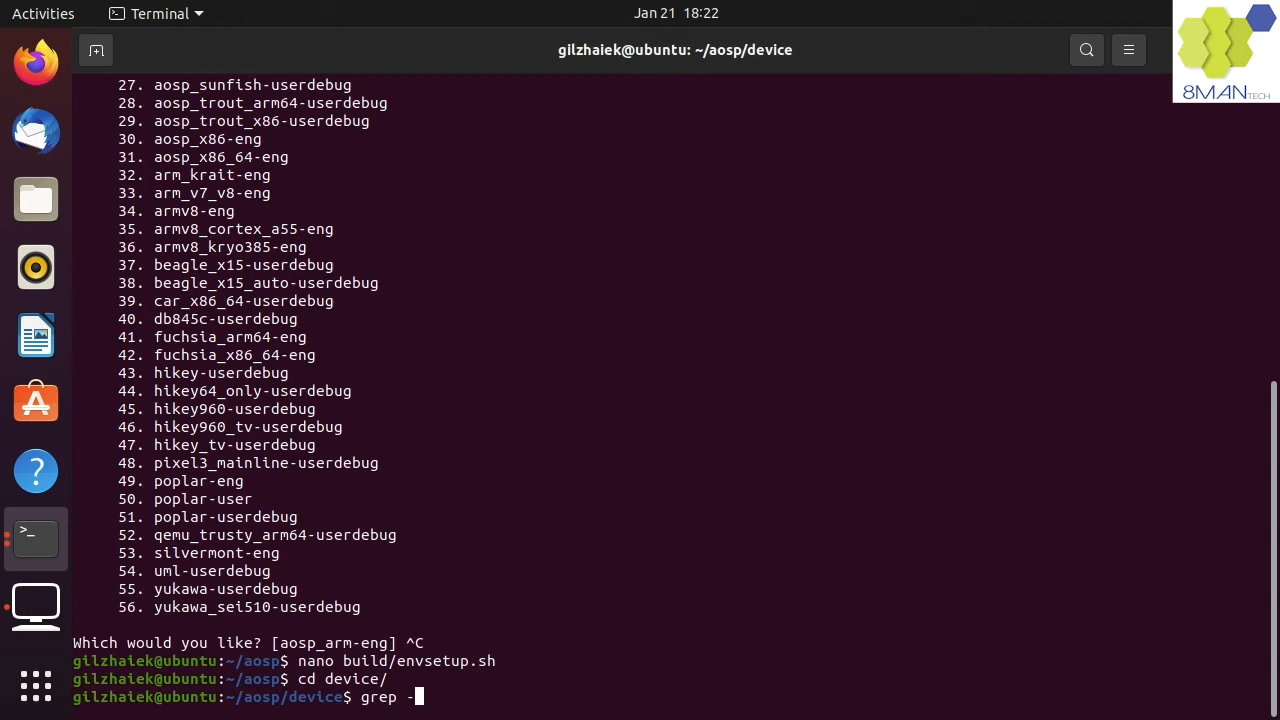 Activities
Terminal
Jan 21 18:22
gilzhaiek@ubuntu: ~/aosp/device
8MANTECH
27. aosp_sunfish-userdebug
28. aosp_trout_arm64-userdebug
29. aosp_trout_x86-userdebug
30. aosp_x86-eng
31. aosp_x86_64-eng
32. arm_krait-eng
33. arm_v7_v8-eng
34. armv8-eng
35. armv8_cortex_a55-eng
36. armv8_kryo385-eng
37. beagle_x15-userdebug
38. beagle_x15_auto-userdebug
39. car_x86_64-userdebug
40. db845c-userdebug
41. fuchsia_arm64-eng
42. fuchsia_x86_64-eng
43. hikey-userdebug
44. hikey64_only-userdebug
45. hikey960-userdebug
46. hikey960_tv-userdebug
47. hikey_tv-userdebug
48. pixel3_mainline-userdebug
49. poplar-eng
50. poplar-user
51. poplar-userdebug
52. qemu_trusty_arm64-userdebug
53. silvermont-eng
54. uml-userdebug
55. yukawa-userdebug
56. yukawa_sei510-userdebug
Which would you like? [aosp_arm-eng] ^C
gilzhaiek@ubuntu:~/aosp$ nano build/envsetup.sh
gilzhaiek@ubuntu:~/aosp$ cd device/
gilzhaiek@ubuntu:~/aosp/device$ grep -